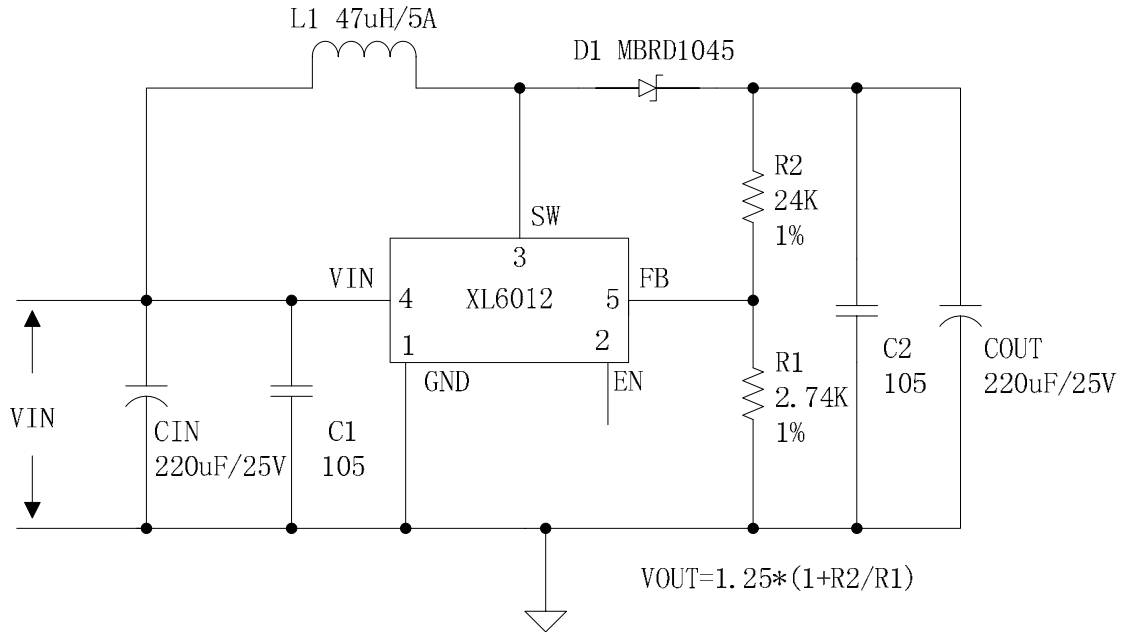 L1 47uH/5A
D1 MBRD1045
R2
24K
1%
SW
3
VIN
4
XL6012
5
FB
1
2
GND
EN
R1
2.74K
1%
C2
105
COUT
220uF/25V
VIN
CIN
220uF/25V
C1
105
VOUT=1.25*(1+R2/R1)